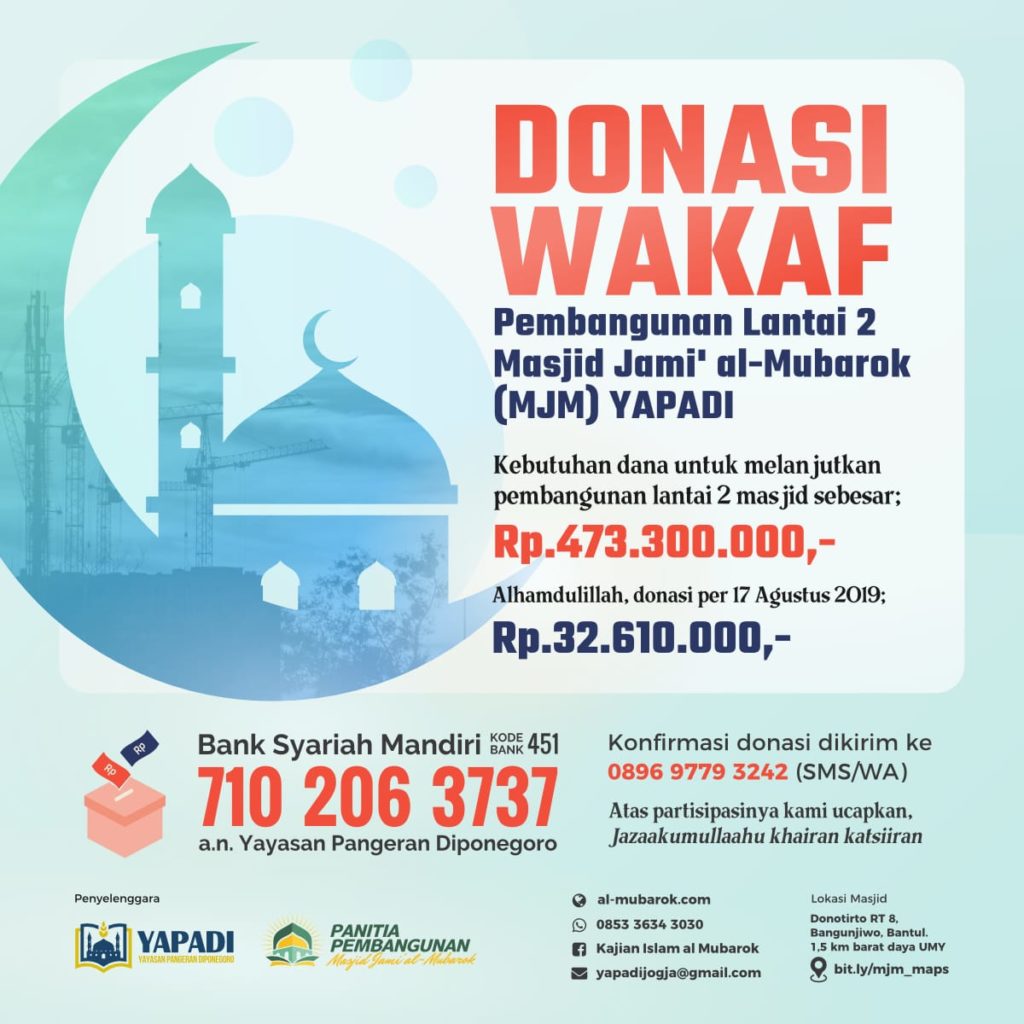 DONASI
WAKAF
Pembangunan Lantai 2
Masjid Jami' al-Mubarok
(MJM) YAPADI
Kebutuhan dana untuk melanjutkan
pembangunan lantai 2 masjid sebesar;
Rp.473.300.000,-
Alhamdulillah, donasi per 17 Agustus 2019;
Rp.32.610.000,-
Rp
Rp
Bank Syariah Mandiri KODE BANK 451
710 206 3737
a.n. Yayasan Pangeran Diponegoro
Konfirmasi donasi dikirim ke
0896 9779 3242 (SMS/WA)
Atas partisipasinya kami ucapkan,
Jazaakumullaahu khairan katsiiran
Penyelenggara
YAPADI
YAYASAN PANGERAN DIPONEGORO
PANITIA
PEMBANGUNAN
Masjid Jami' al-Mubarok
al-mubarok.com
0853 3634 3030
Kajian Islam al Mubarok
yapadijogja@gmail.com
Lokasi Masjid
Donotirto RT 8,
Bangunjiwo, Bantul.
1,5 km barat daya UMY
bit.ly/mjm_maps